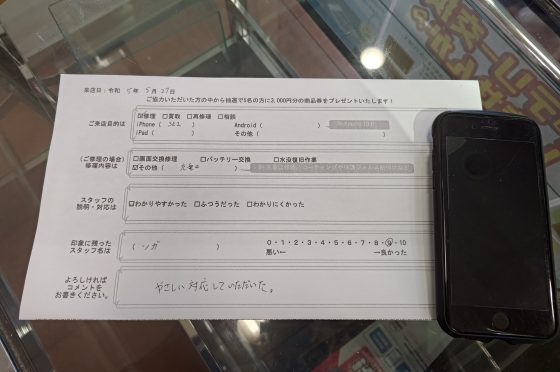 来店日：令和 5年 5月27日
ご協力いただいた方の中から抽選で5名の方に3,000円分の商品券をプレゼントいたします！
ご来店目的は
☑修理 □買取 □再修理 □相談
(iPhone ( SE2 ) Android ( )
(iPad ( ) その他 ( )
(ご修理の場合)
修理内容は
□画面交換修理 □バッテリー交換 □水没復旧作業
☑その他 (
スタッフの
説明・対応は
☑わかりやすかった □ふつうだった □わかりにくかった
印象に残った
スタッフ名は
( ソガ )
0・1・2・3・4・5・6・7・8・9・10
悪い← →良かった
よろしければ
コメントを
お書きください。
やさしい対応していただいた。